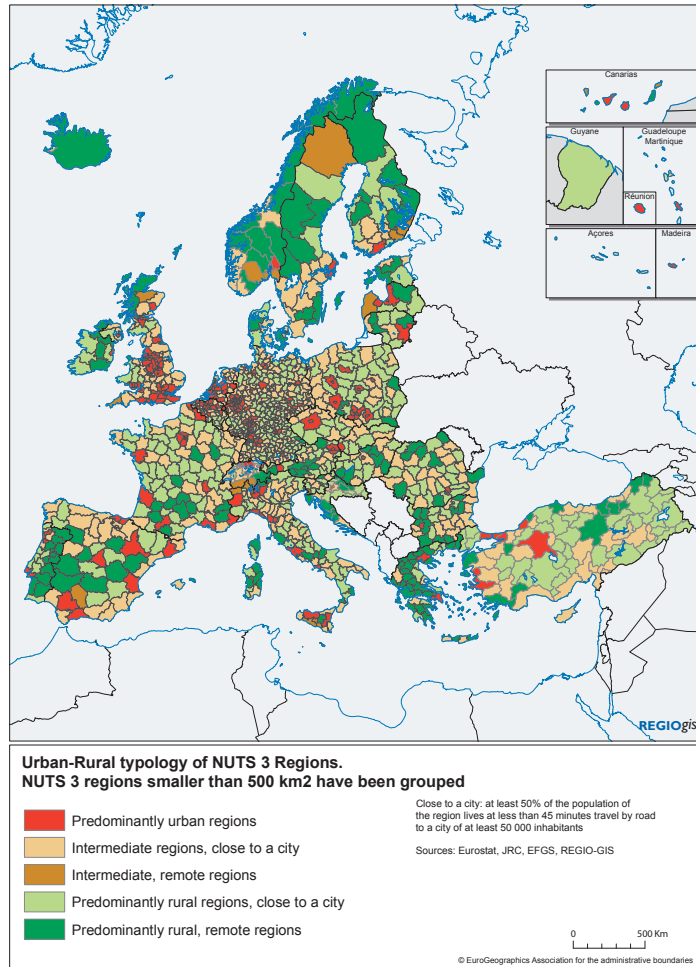 Canarias
Guyane
Guadeloupe
Martinique
Réunion
Açores
Madeira
REGIOgis
Urban-Rural typology of NUTS 3 Regions.
NUTS 3 regions smaller than 500 km2 have been grouped
Predominantly urban regions
Intermediate regions, close to a city
Intermediate, remote regions
Predominantly rural regions, close to a city
Predominantly rural, remote regions
Close to a city: at least 50% of the population of
the region lives at less than 45 minutes travel by road
to a city of at least 50 000 inhabitants
Sources: Eurostat, JRC, EFGS, REGIO-GIS
0 500 Km
© EuroGeographics Association for the administrative boundaries